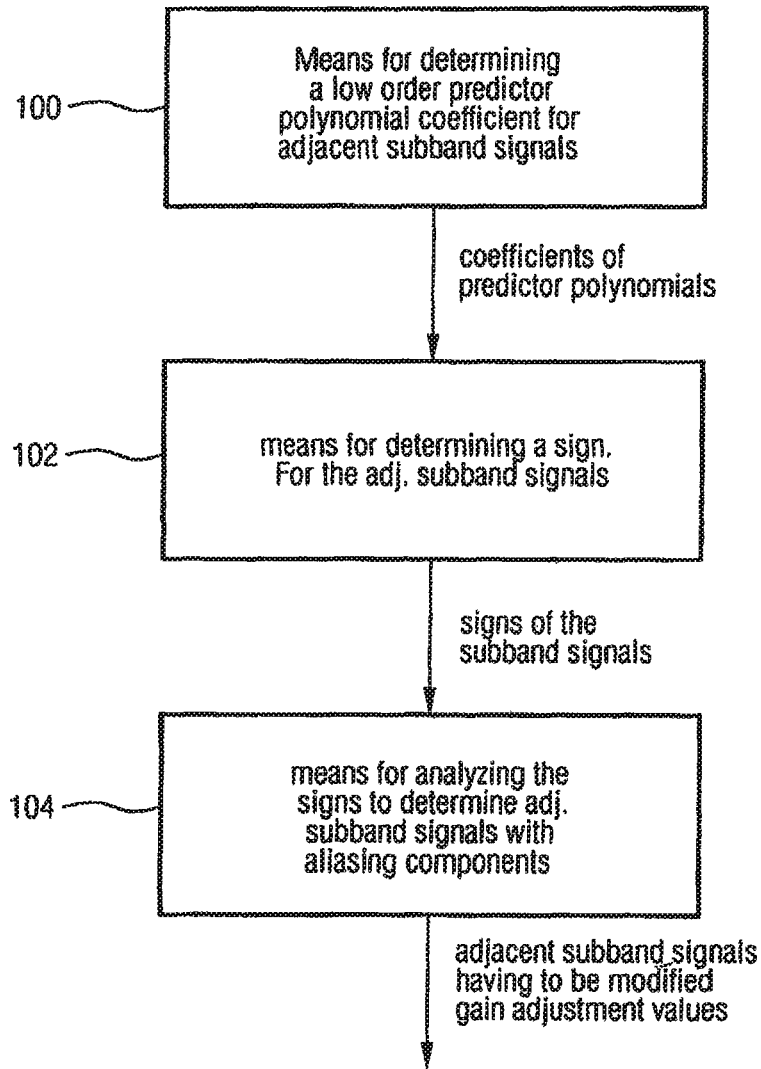 Means for determining
a low order predictor
polynomial coefficient for
adjacent subband signals
100
coefficients of
predictor polynomials
means for determining a sign.
For the adj. subband signals
102
signs of the
subband signals
means for analyzing the
signs to determine adj.
subband signals with
aliasing components
104
adjacent subband signals
having to be modified
gain adjustment values